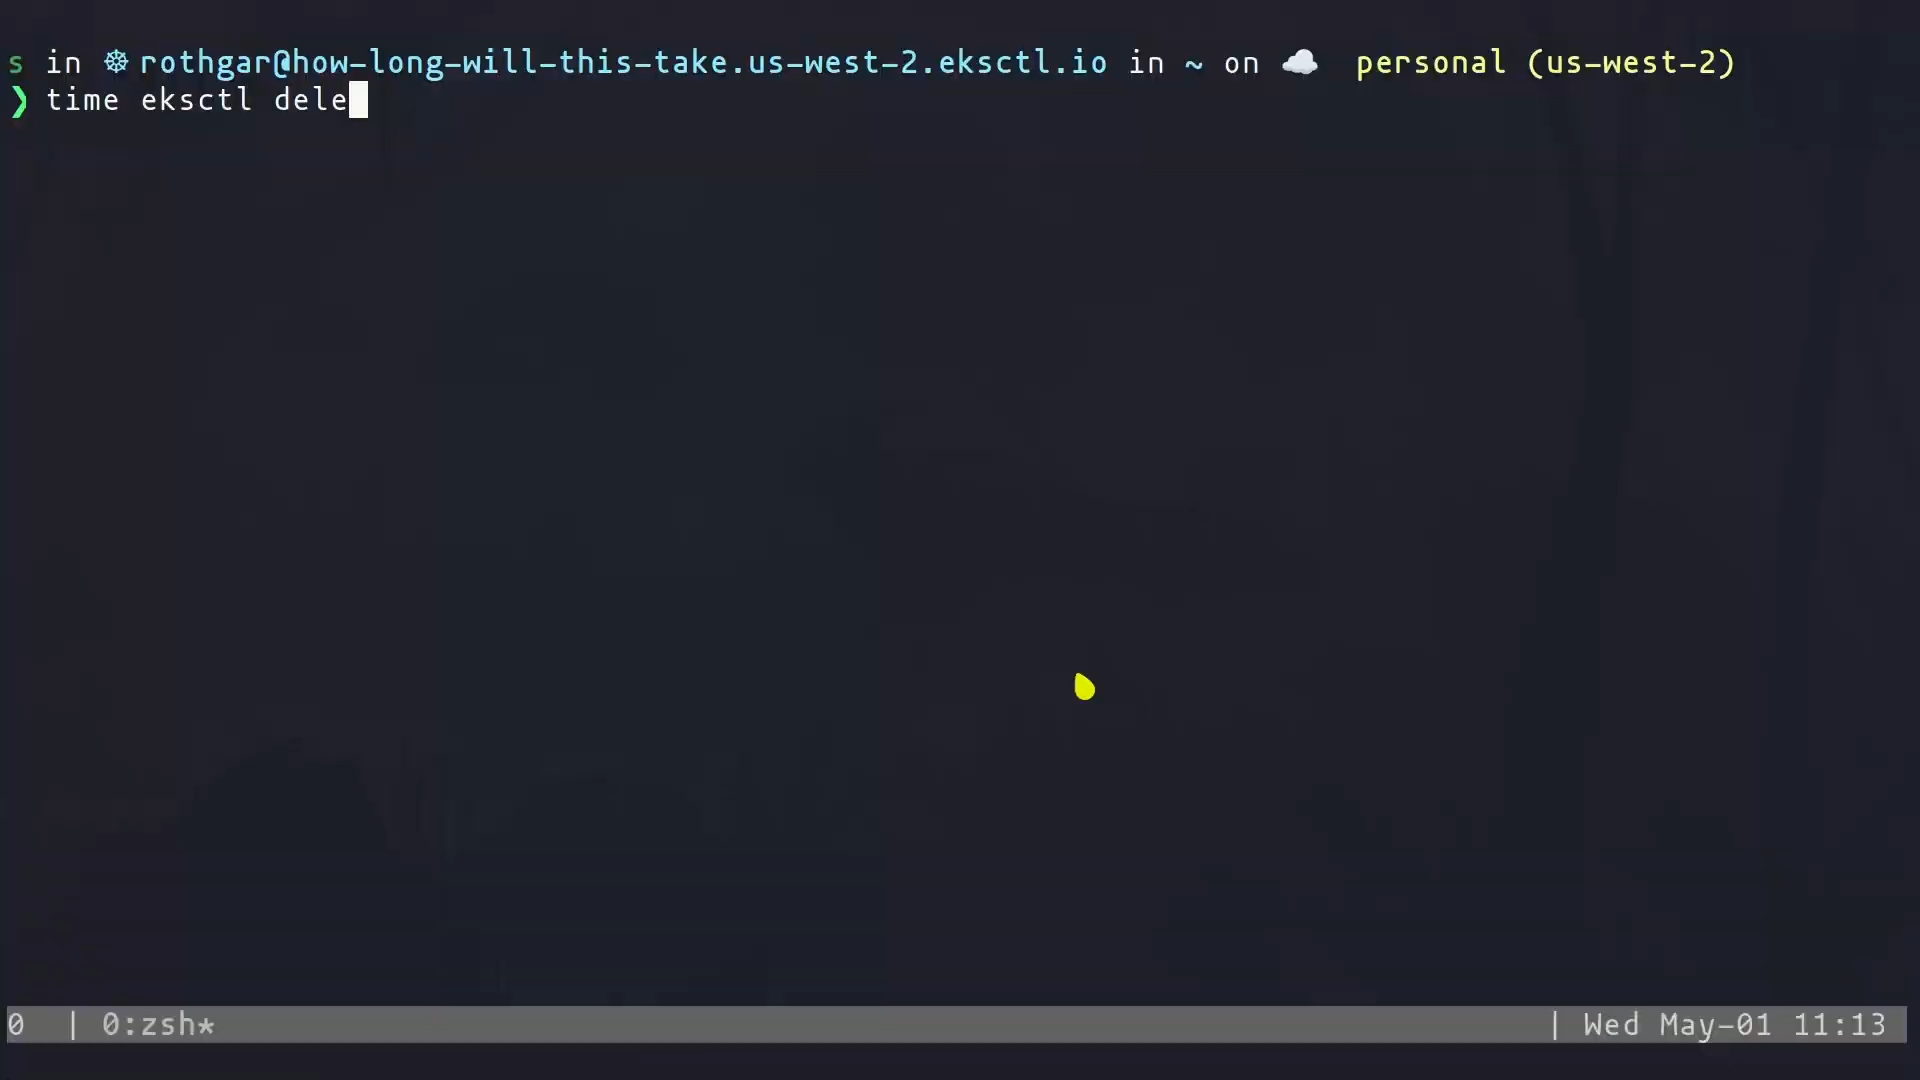 s in ☸ rothgar@how-long-will-this-take.us-west-2.eksctl.io in ~ on ☁️ personal (us-west-2)
❯ time eksctl dele
0 | 0:zsh* | Wed May-01 11:13